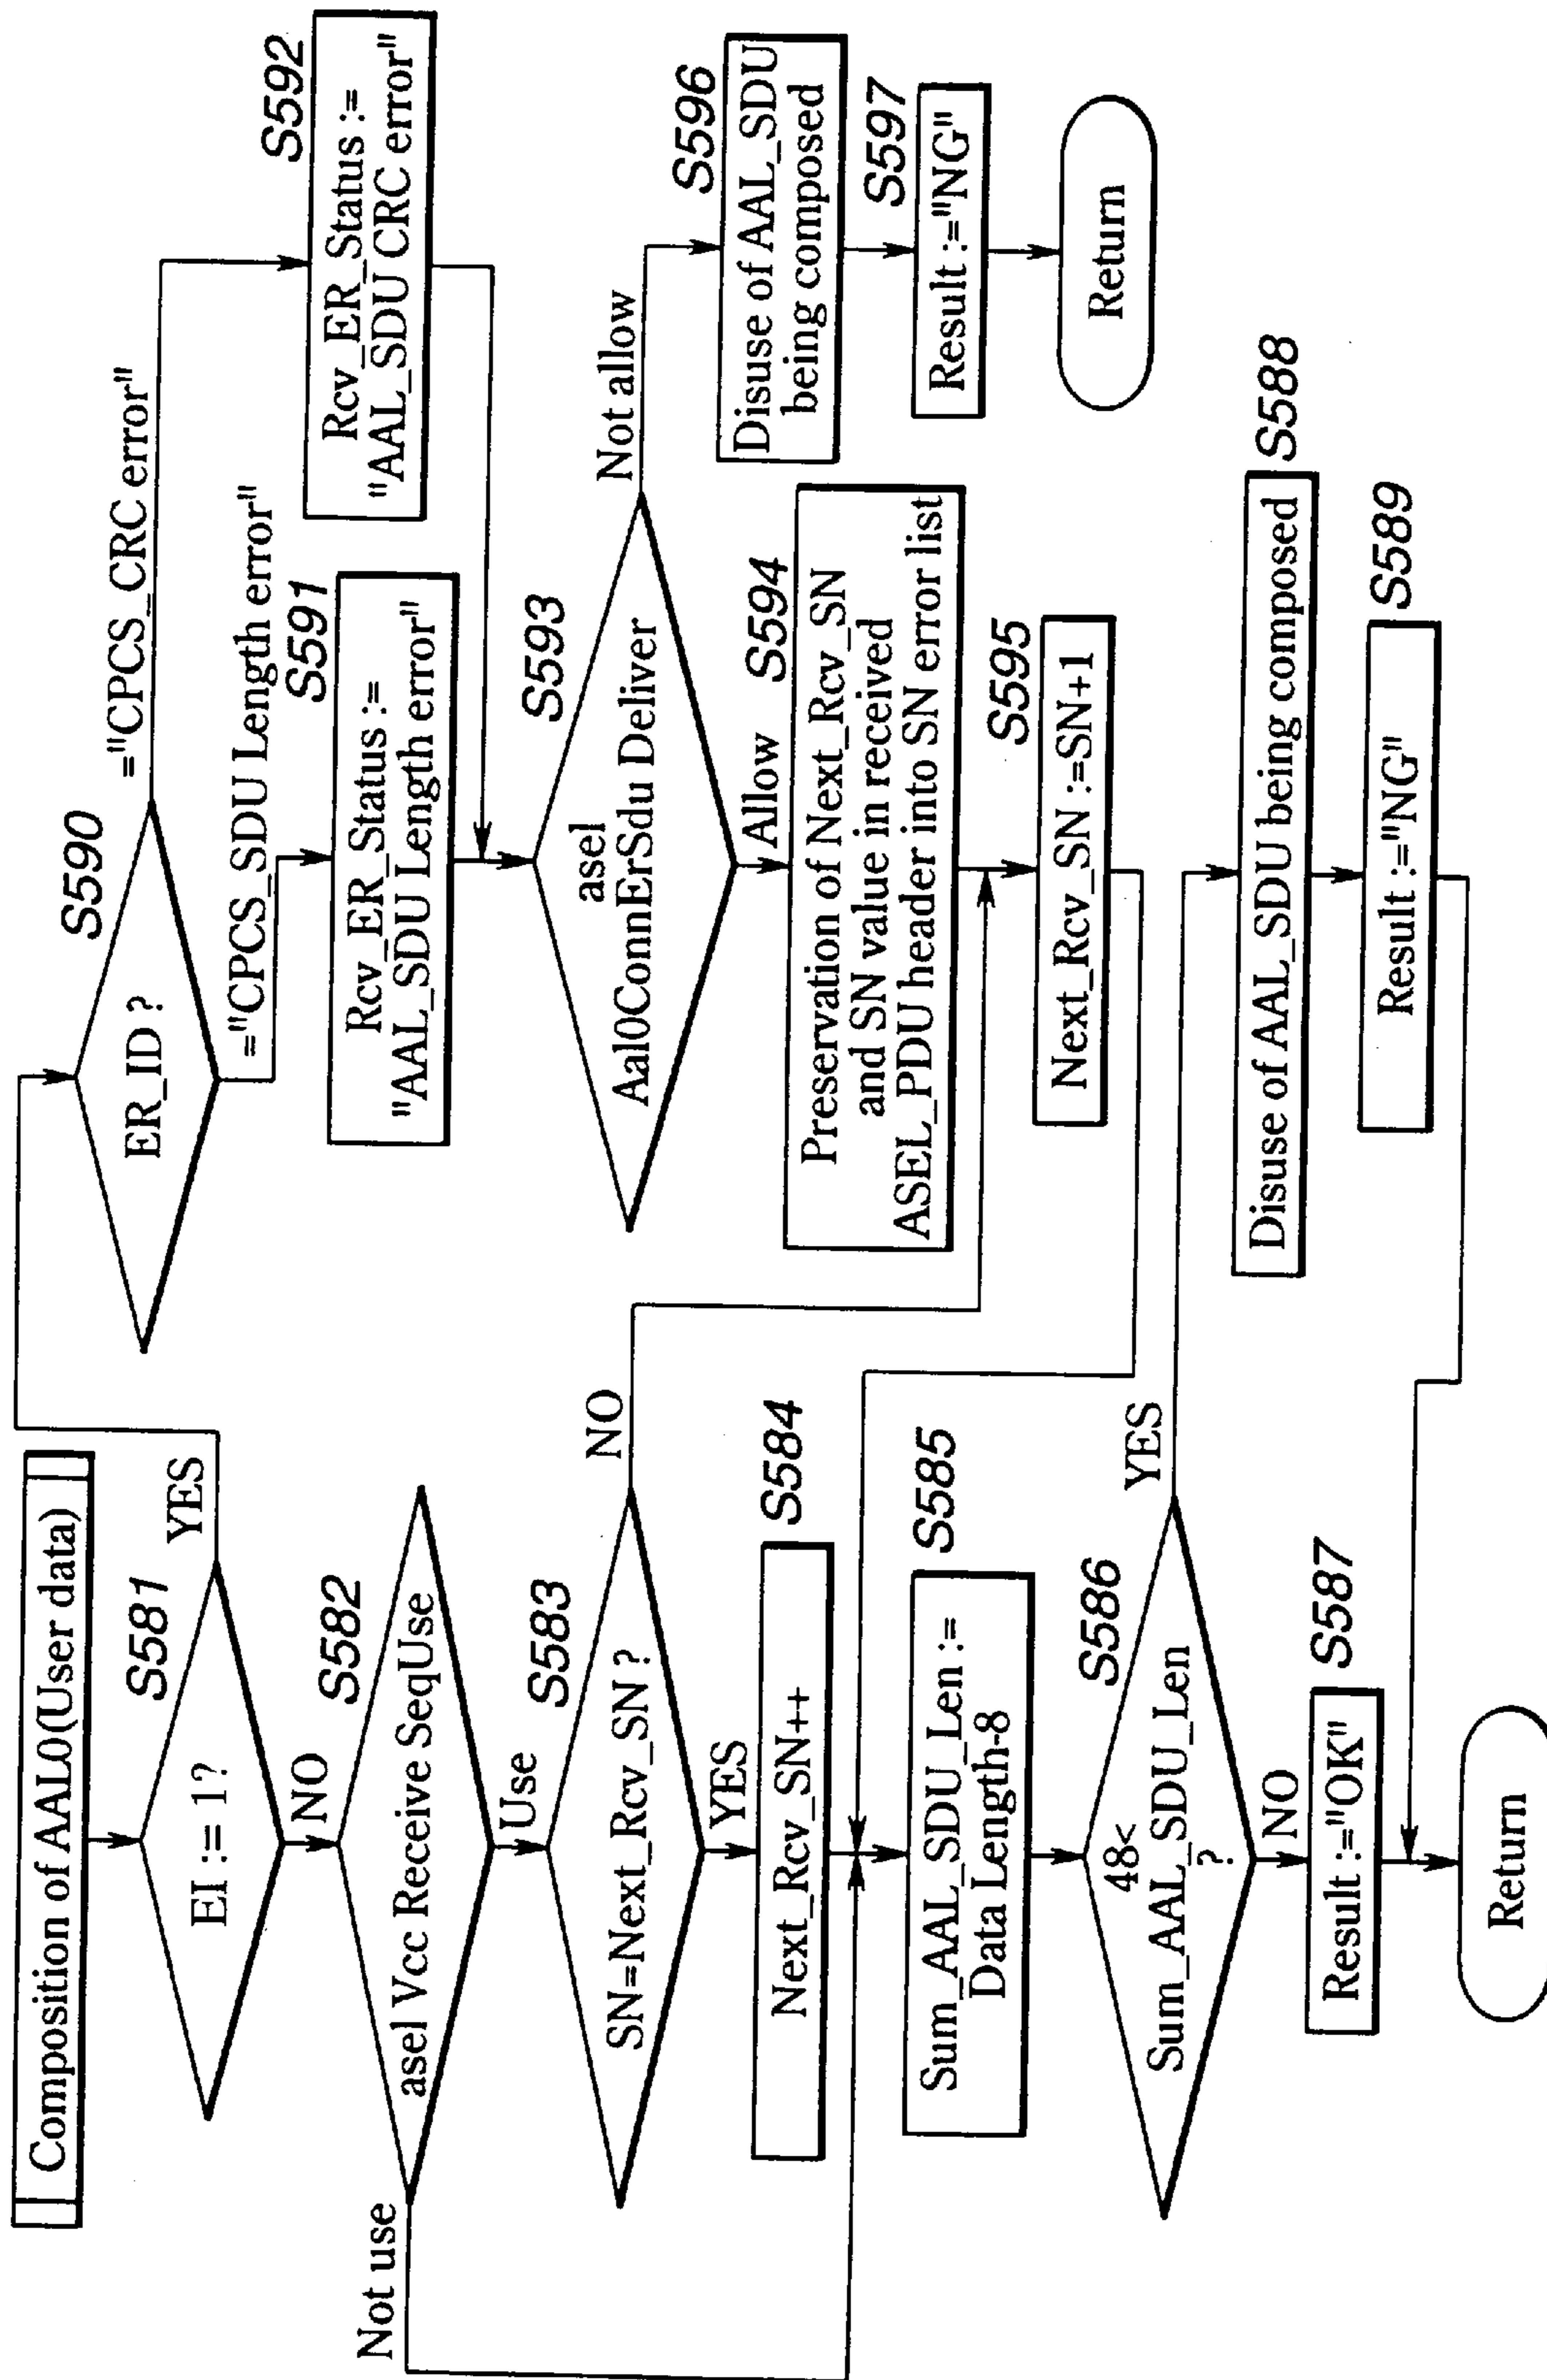 Composition of AAL0(User data)
S581
EI := 1?
YES
NO
S582
asel Vcc Receive SeqUse
Not use
Use
S583
SN=Next_Rcv_SN ?
NO
YES
S584
Next_Rcv_SN++
S585
Sum_AAL_SDU_Len :=
Data Length-8
S586
48<
Sum_AAL_SDU_Len
?
YES
NO
S587
Result :="OK"
Return
S590
ER_ID ?
="CPCS_CRC error"
="CPCS_SDU Length error"
S591
Rcv_ER_Status :=
"AAL_SDU Length error"
S592
Rcv_ER_Status :=
"AAL_SDU CRC error"
S593
asel
Aal0ConnErSdu Deliver
Not allow
Allow
S594
Preservation of Next_Rcv_SN
and SN value in received
ASEL_PDU header into SN error list
S595
Next_Rcv_SN :=SN+1
S596
Disuse of AAL_SDU
being composed
S597
Result :="NG"
Return
S588
Disuse of AAL_SDU being composed
S589
Result :="NG"